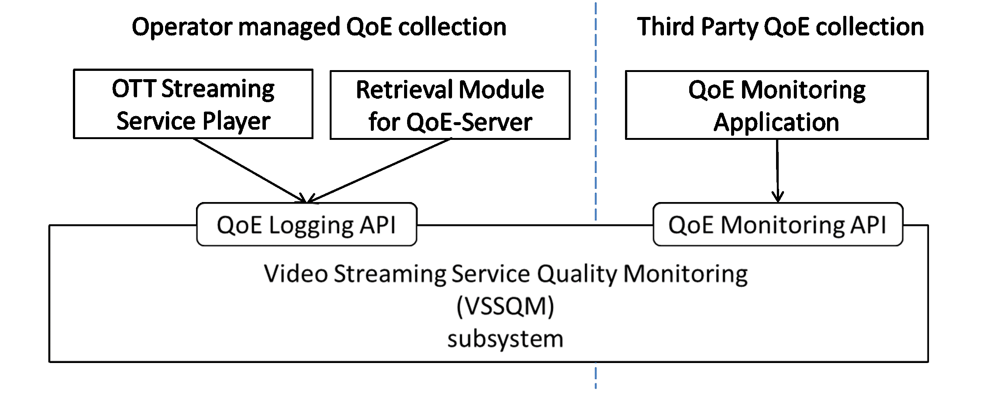 Operator managed QoE collection
Third Party QoE collection
OTT Streaming
Service Player
Retrieval Module
for QoE-Server
QoE Monitoring
Application
QoE Logging API
QoE Monitoring API
Video Streaming Service Quality Monitoring
(VSSQM)
subsystem